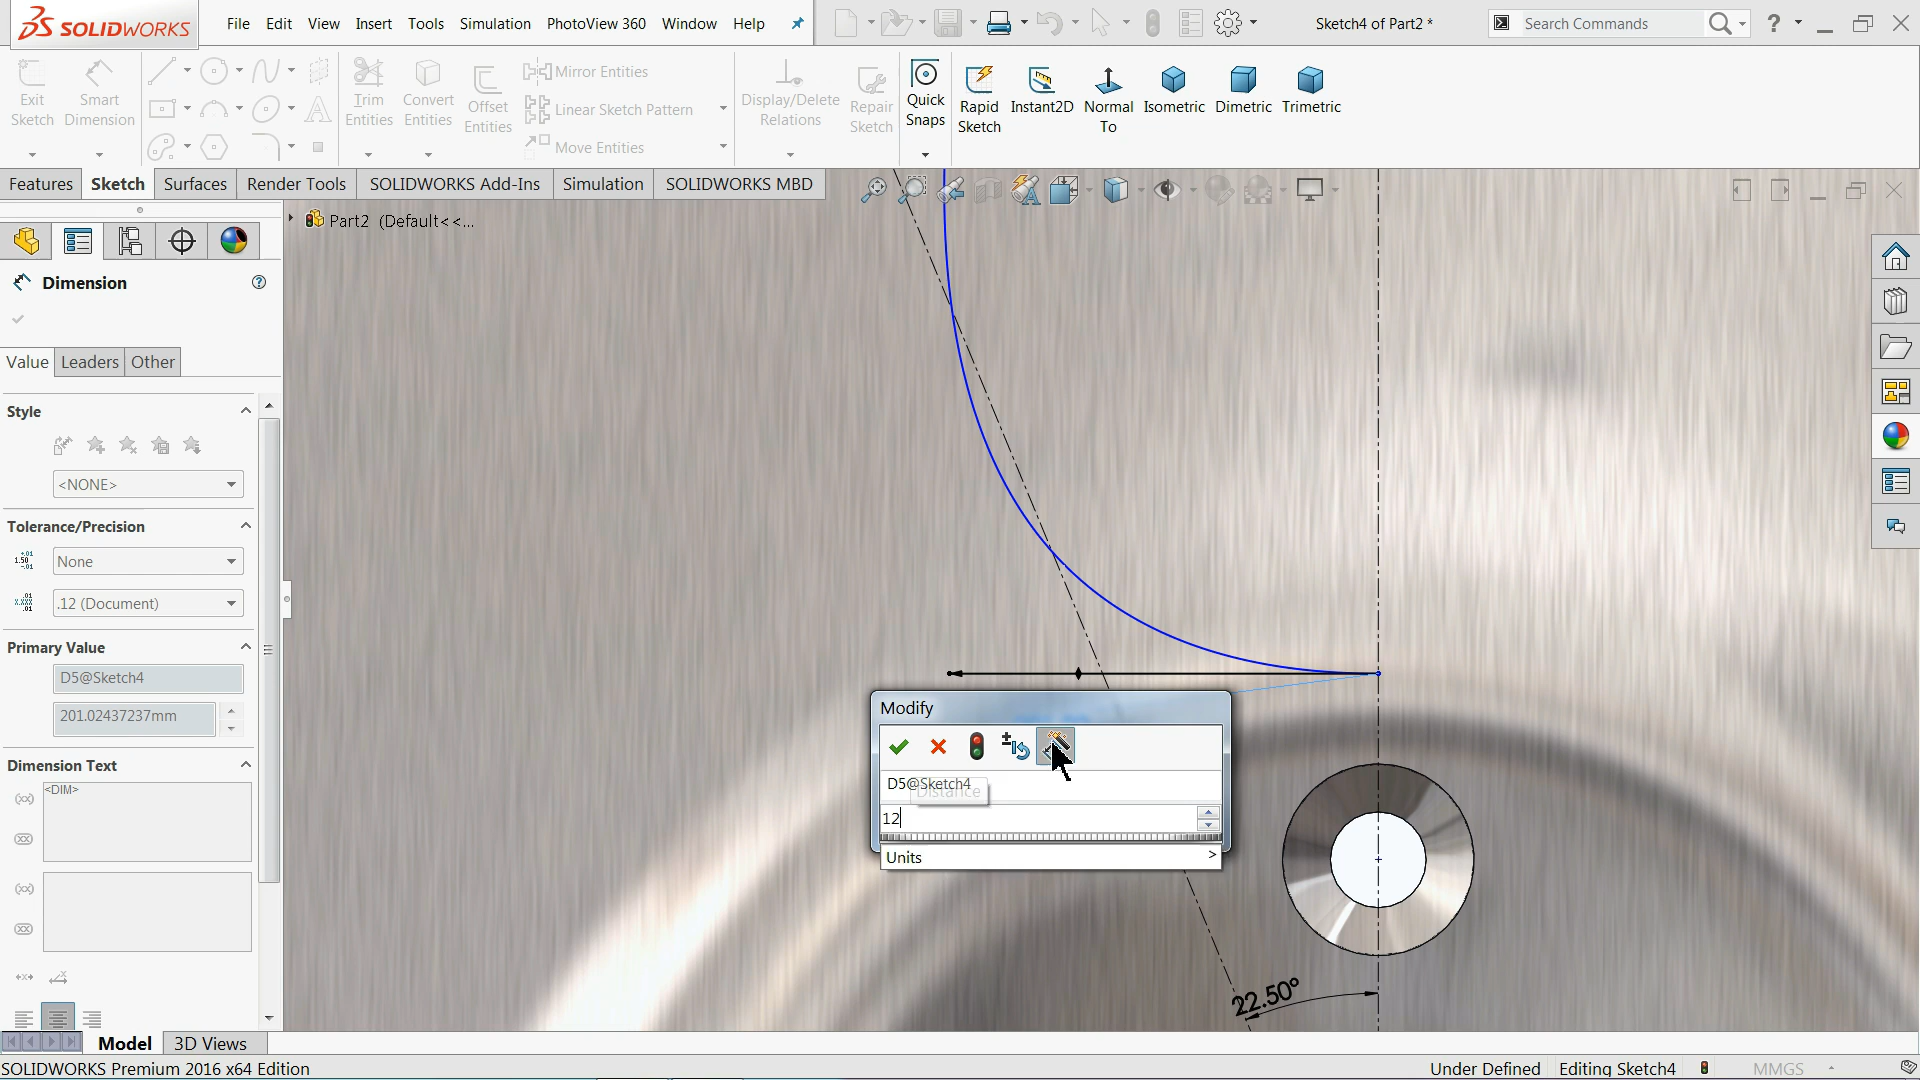 SOLIDWORKS
File Edit View Insert Tools Simulation PhotoView 360 Window Help
Sketch4 of Part2 *
Search Commands
Exit Sketch
Smart Dimension
Trim Entities
Convert Entities
Offset Entities
Mirror Entities
Linear Sketch Pattern
Move Entities
Display/Delete Relations
Repair Sketch
Quick Snaps
Rapid Sketch
Instant2D
Normal To
Isometric
Dimetric
Trimetric
Features Sketch Surfaces Render Tools SOLIDWORKS Add-Ins Simulation SOLIDWORKS MBD
Part2 (Default<<...
Dimension
Value Leaders Other
Style
<NONE>
Tolerance/Precision
None
.12 (Document)
Primary Value
D5@Sketch4
201.02437237mm
Dimension Text
<DIM>
Modify
D5@Sketch4
Distance
12
Units >
22.50°
Model 3D Views
SOLIDWORKS Premium 2016 x64 Edition
Under Defined Editing Sketch4 MMGS